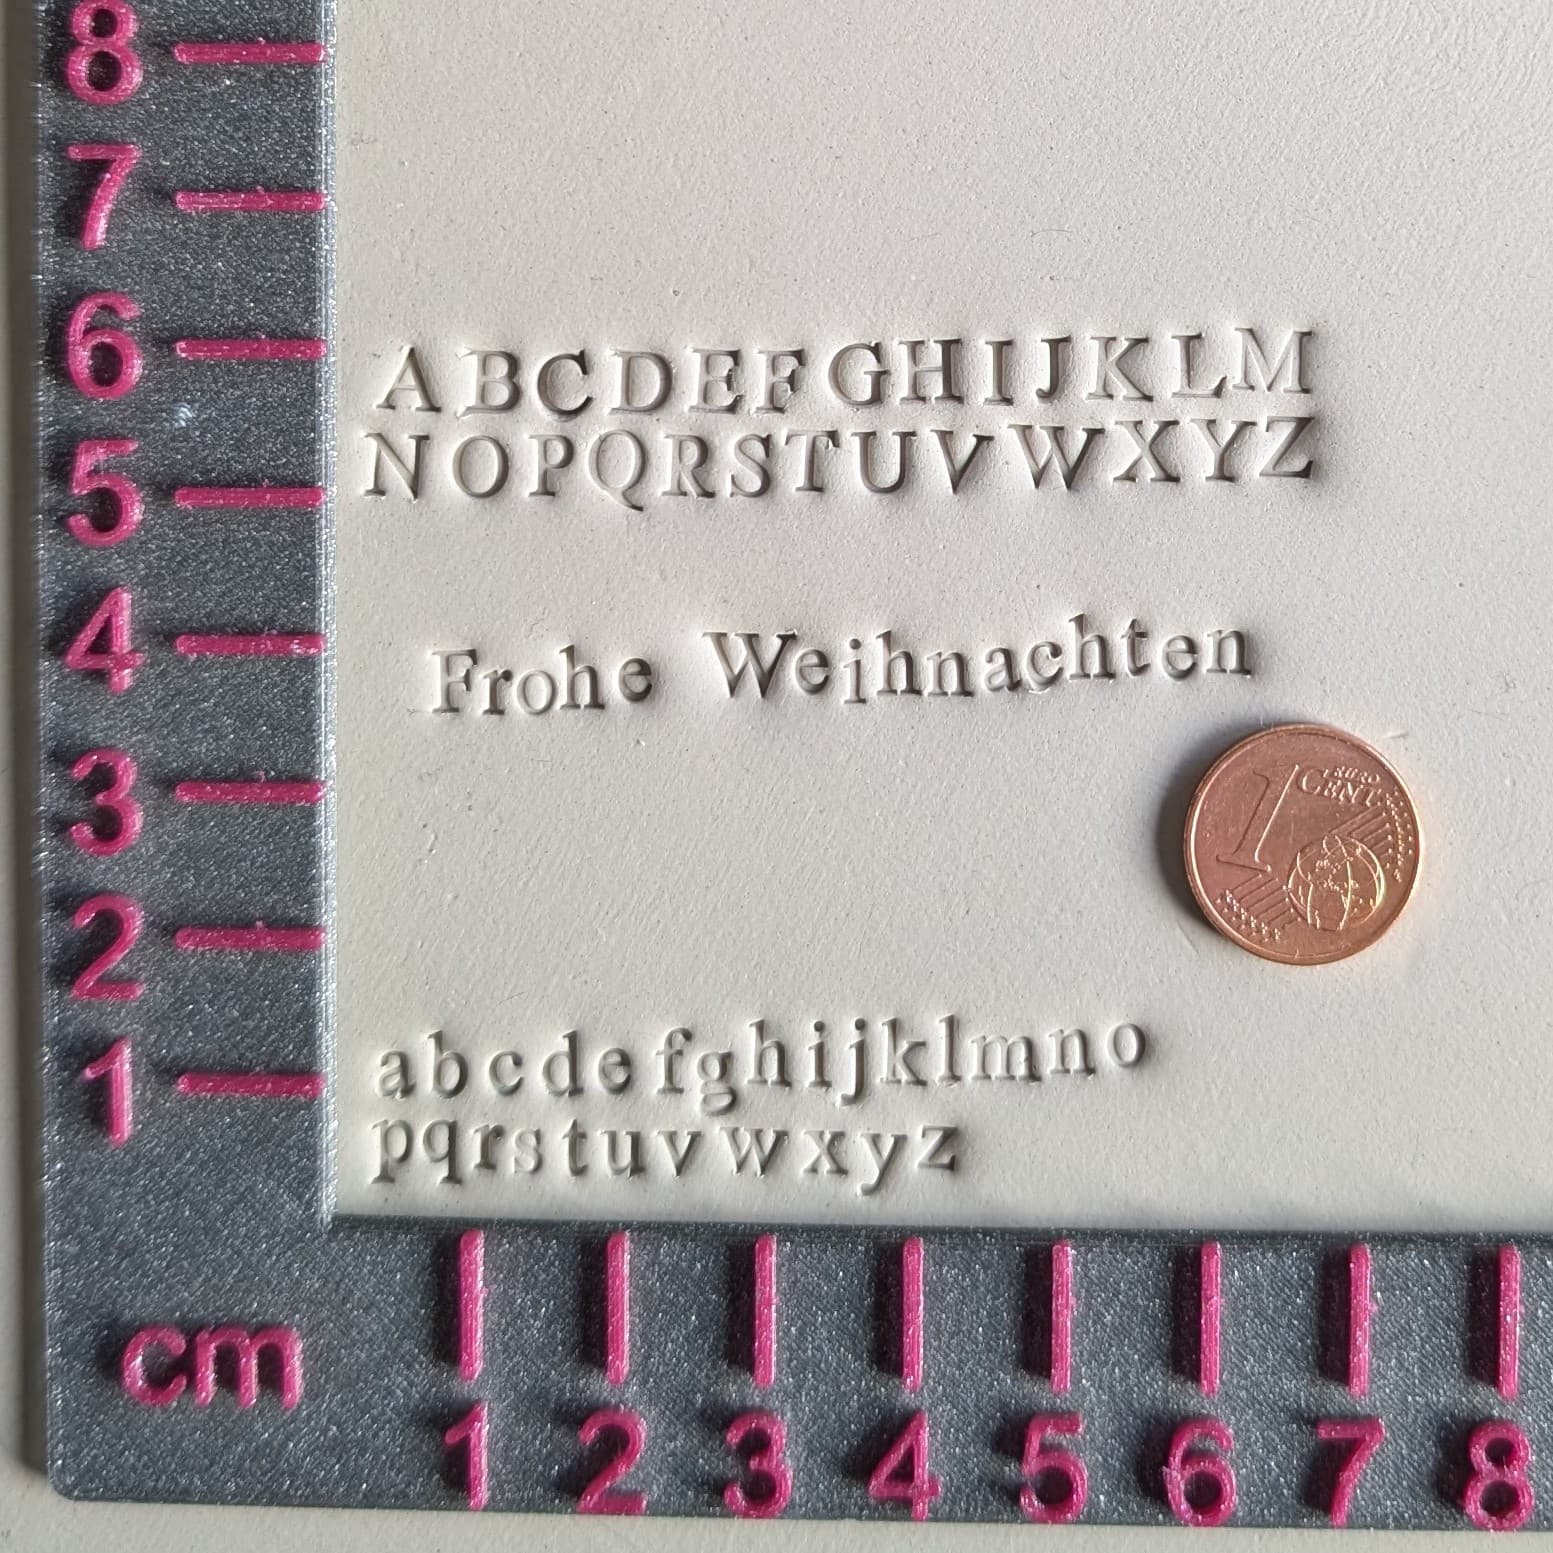 8
7
6
5
4
3
2
1
ABCDEFGHIJKLM
NOPQRSTUVWXYZ
Frohe Weihnachten
1 EURO
CENT
abcdefghijklmno
pqrstuvwxyz
cm
1 2 3 4 5 6 7 8